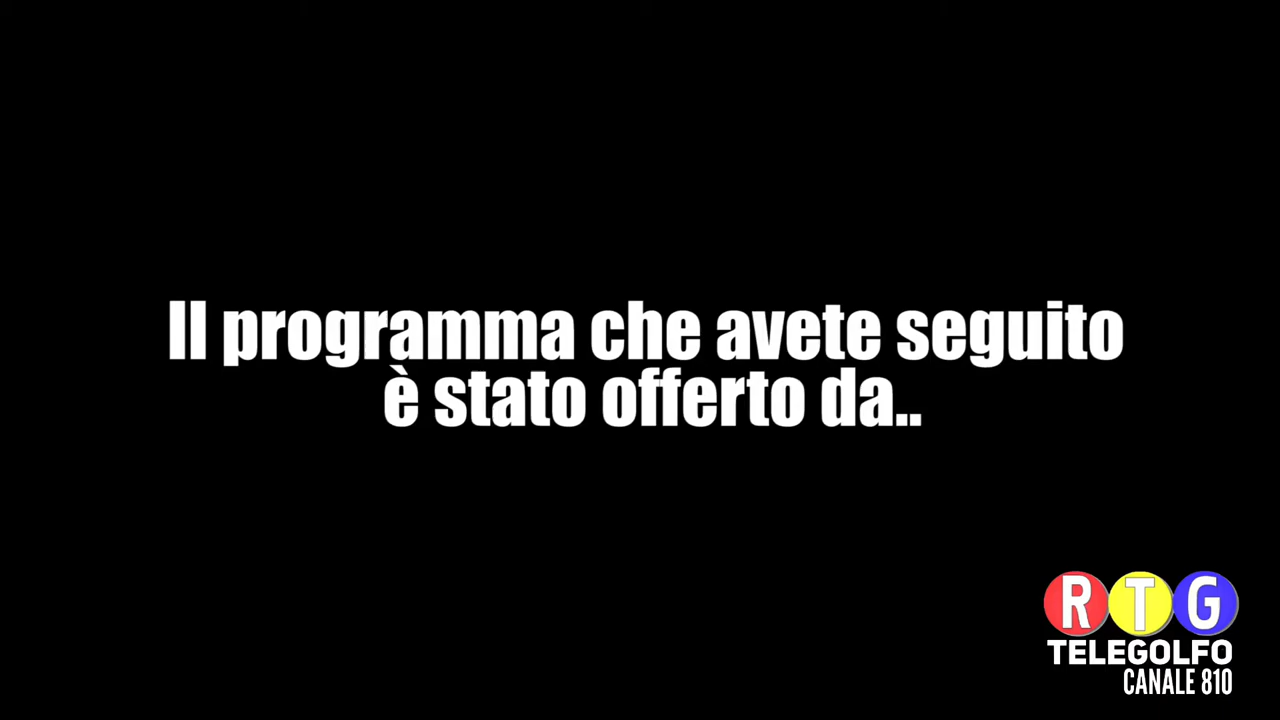 Il programma che avete seguito
è stato offerto da..
RTG
TELEGOLFO
CANALE 810